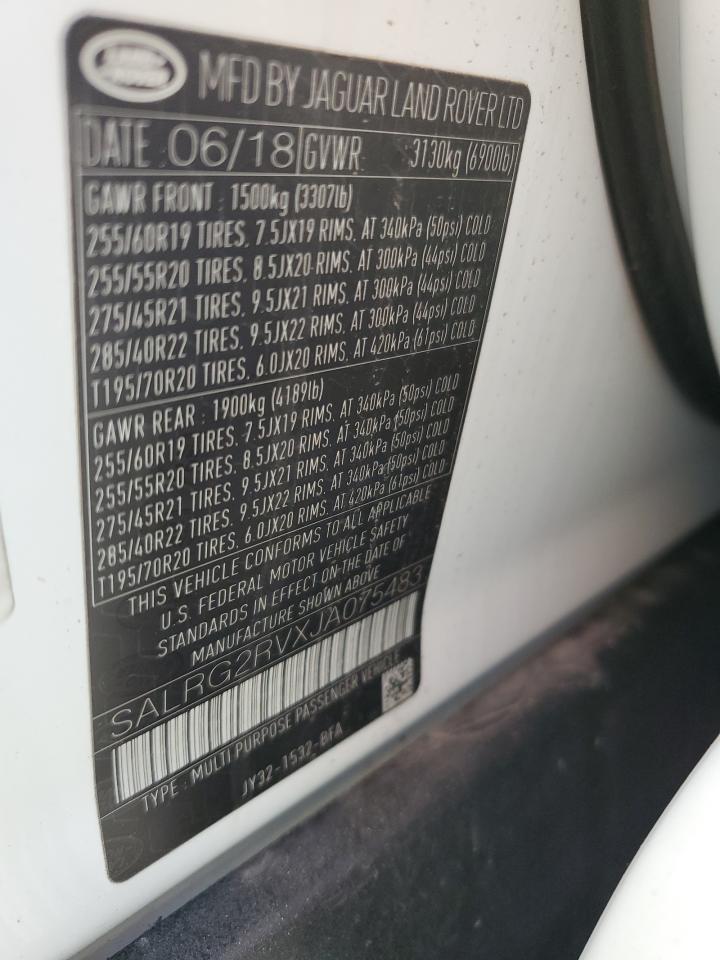 LAND ROVER
MFD BY JAGUAR LAND ROVER LTD
DATE 06/18 GVWR 3130kg (6900lb)
GAWR FRONT : 1500kg (3307lb)
255/60R19 TIRES, 7.5JX19 RIMS, AT 340kPa (50psi) COLD
255/55R20 TIRES, 8.5JX20 RIMS, AT 300kPa (44psi) COLD
275/45R21 TIRES, 9.5JX21 RIMS, AT 300kPa (44psi) COLD
285/40R22 TIRES, 9.5JX22 RIMS, AT 300kPa (44psi) COLD
T195/70R20 TIRES, 6.0JX20 RIMS, AT 420kPa (61psi) COLD
GAWR REAR : 1900kg (4189lb)
255/60R19 TIRES, 7.5JX19 RIMS, AT 340kPa (50psi) COLD
255/55R20 TIRES, 8.5JX20 RIMS, AT 340kPa (50psi) COLD
275/45R21 TIRES, 9.5JX21 RIMS, AT 340kPa (50psi) COLD
285/40R22 TIRES, 9.5JX22 RIMS, AT 340kPa (50psi) COLD
T195/70R20 TIRES, 6.0JX20 RIMS, AT 420kPa (61psi) COLD
THIS VEHICLE CONFORMS TO ALL APPLICABLE
U.S. FEDERAL MOTOR VEHICLE SAFETY
STANDARDS IN EFFECT ON THE DATE OF
MANUFACTURE SHOWN ABOVE
SALRG2RVXJA075483
TYPE : MULTI PURPOSE PASSENGER VEHICLE
JY32-1532-BFA